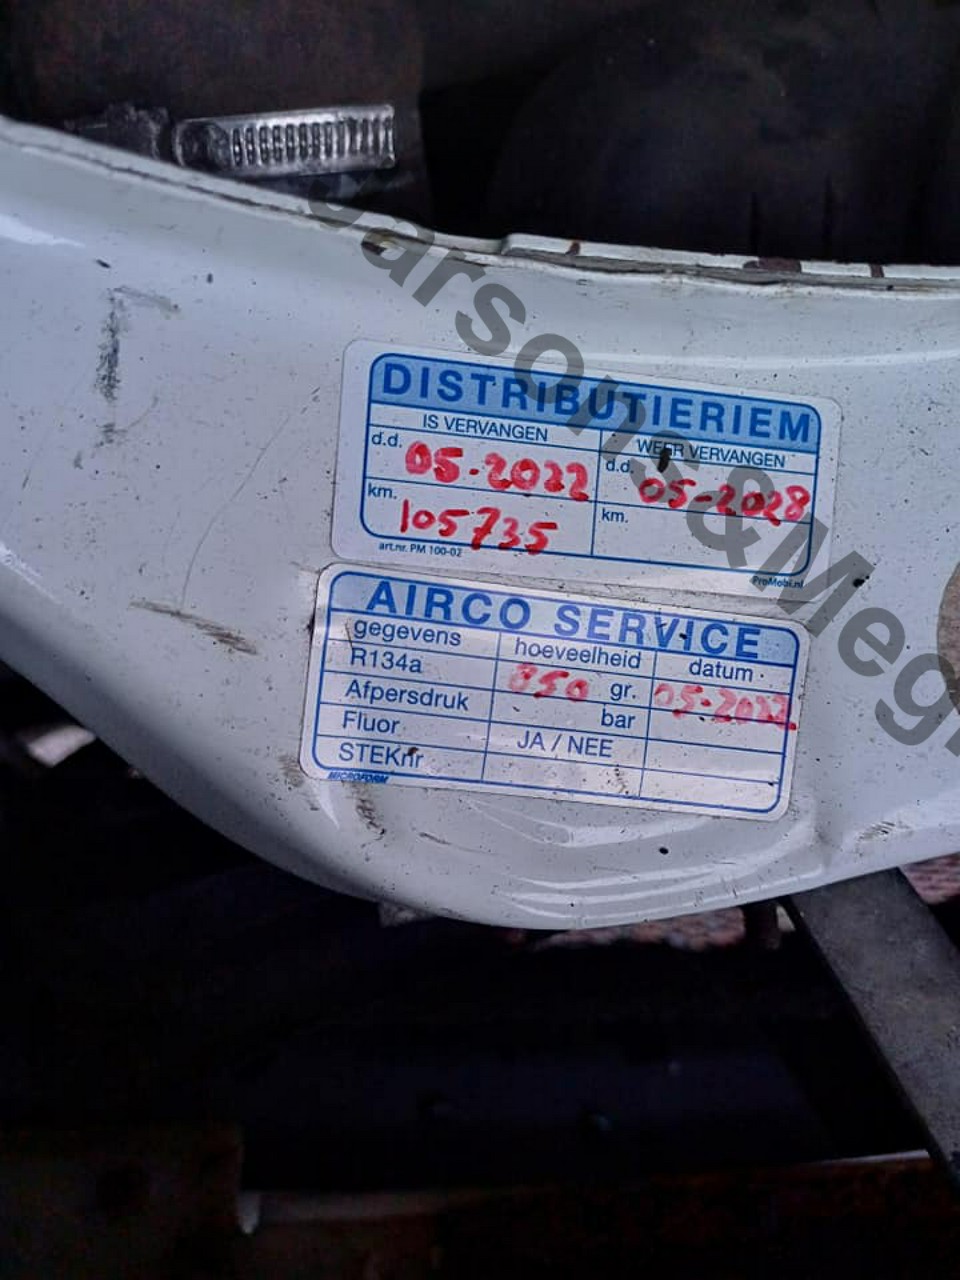 DISTRIBUTIERIEM
IS VERVANGEN WEER VERVANGEN
d.d. 05-2022 d.d. 05-2028
km. 105735 km.
art.nr. PM 100-02 ProMobi.nl
AIRCO SERVICE
gegevens hoeveelheid datum
R134a 850 gr. 05-2022
Afpersdruk bar
Fluor JA / NEE
STEKnr
MICROFORM